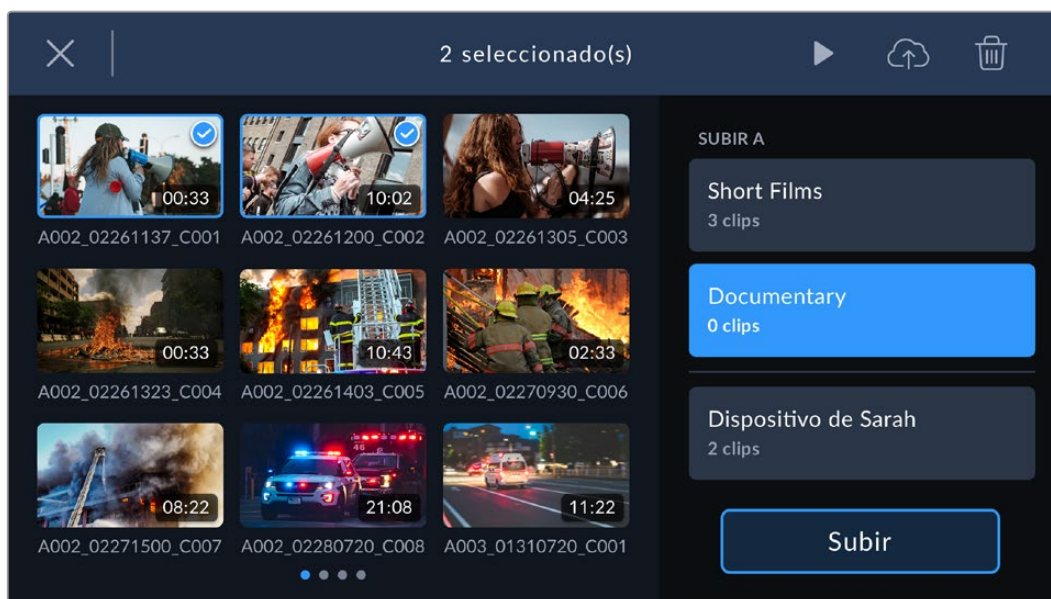 2 seleccionado(s)
00:33
10:02
04:25
A002_02261137_C001
A002_02261200_C002
A002_02261305_C003
00:33
10:43
02:33
A002_02261323_C004
A002_02261403_C005
A002_02270930_C006
46
08:22
21:08
11:22
A002_02271500_C007
A002_02280720_C008
A003_01310720_C001
SUBIR A
Short Films
3 clips
Documentary
0 clips
Dispositivo de Sarah
2 clips
Subir